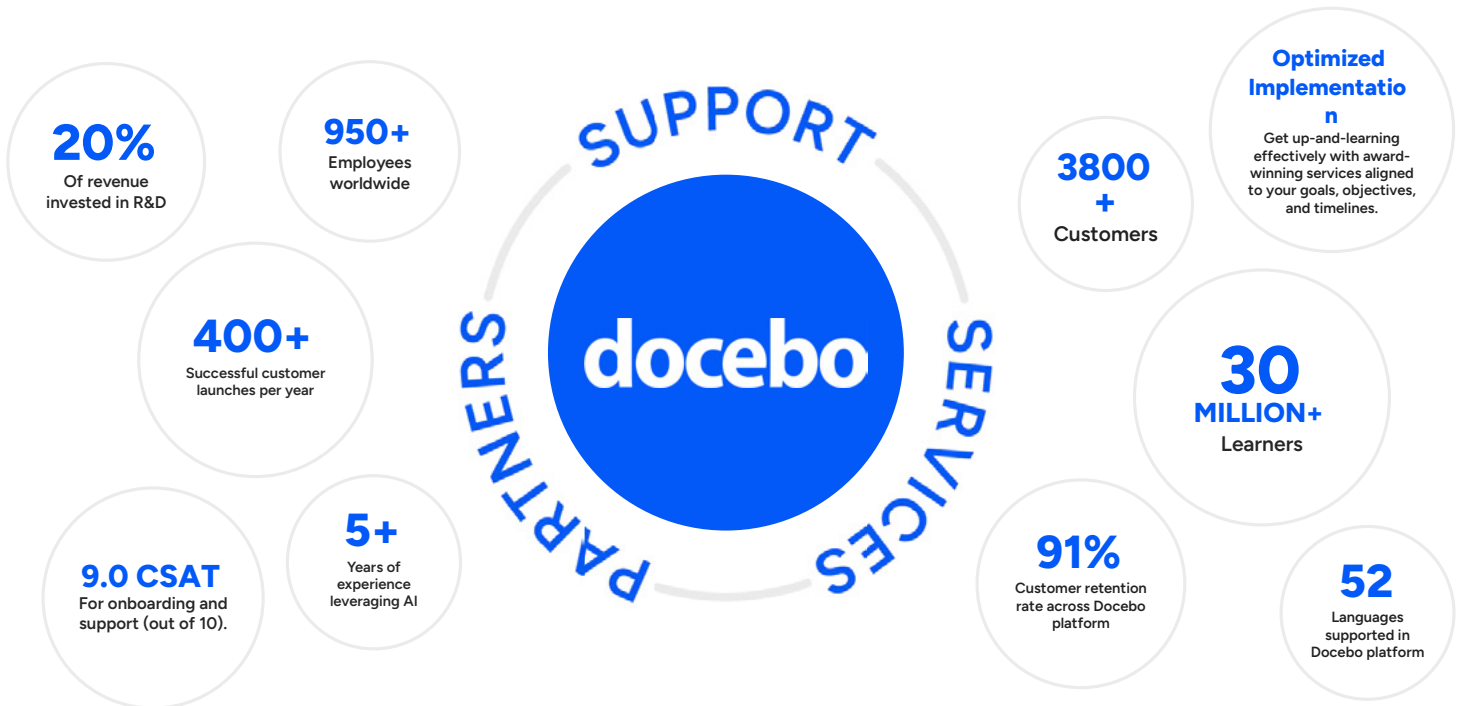 20%
Of revenue
invested in R&D
950+
Employees
worldwide
400+
Successful customer
launches per year
9.0 CSAT
For onboarding and
support (out of 10).
5+
Years of
experience
leveraging AI
SUPPORT
PARTNERS
docebo
SERVICES
3800
+
Customers
Optimized
Implementatio
n
Get up-and-learning
effectively with award-
winning services aligned
to your goals, objectives,
and timelines.
30
MILLION+
Learners
91%
Customer retention
rate across Docebo
platform
52
Languages
supported in
Docebo platform